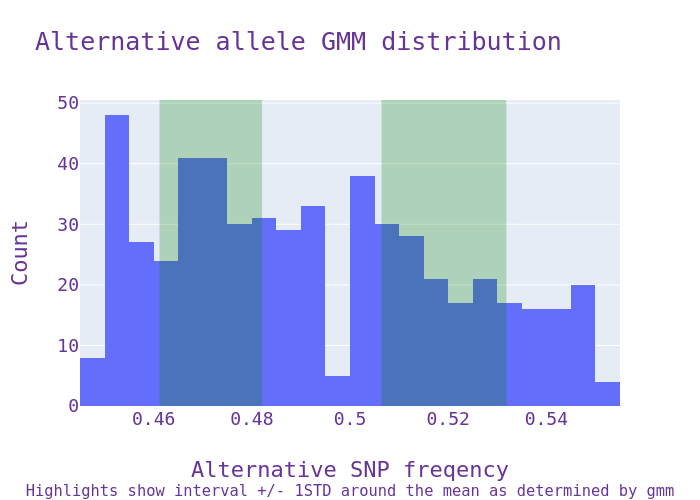 Alternative allele GMM distribution
50
40
30
20
10
0
Count
0.46
0.48
0.5
0.52
0.54
Alternative SNP freqency
Highlights show interval +/- 1STD around the mean as determined by gmm